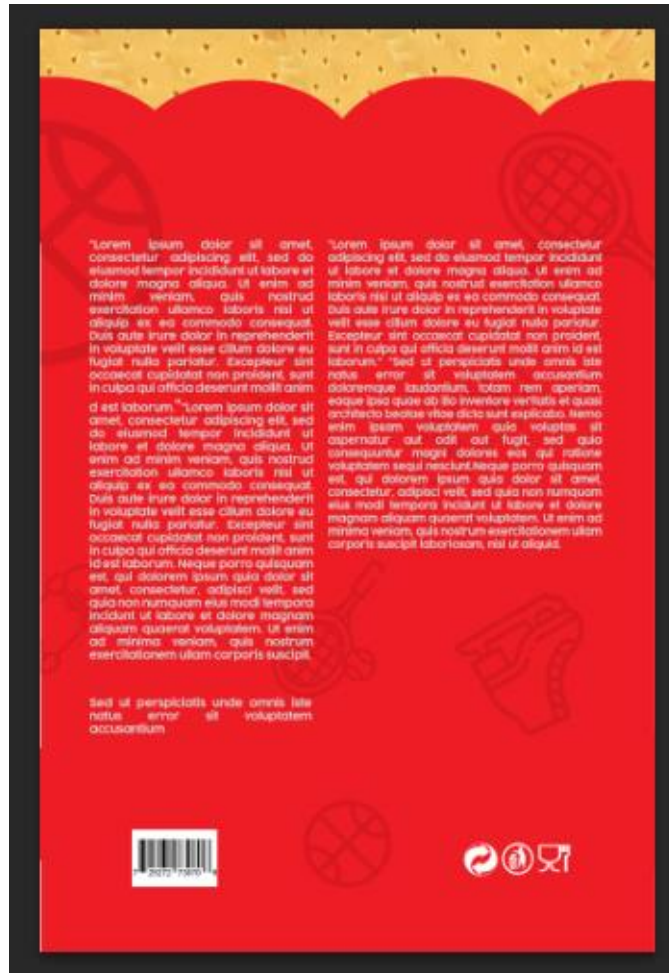 "Lorem ipsum dolor sit amet,
consectetur adipiscing elit, sed do
eiusmod tempor incididunt ut labore et
dolore magna aliqua. Ut enim ad
minim veniam, quis nostrud
exercitation ullamco laboris nisi ut
aliquip ex ea commodo consequat.
Duis aute irure dolor in reprehenderit
in voluptate velit esse cillum dolore eu
fugiat nulla pariatur. Excepteur sint
occaecat cupidatat non proident, sunt
in culpa qui officia deserunt mollit anim
d est laborum.""Lorem ipsum dolor sit
amet, consectetur adipiscing elit, sed
do eiusmod tempor incididunt ut
labore et dolore magna aliqua. Ut
enim ad minim veniam, quis nostrud
exercitation ullamco laboris nisi ut
aliquip ex ea commodo consequat.
Duis aute irure dolor in reprehenderit
in voluptate velit esse cillum dolore eu
fugiat nulla pariatur. Excepteur sint
occaecat cupidatat non proident, sunt
in culpa qui officia deserunt mollit anim
id est laborum. Neque porro quisquam
est, qui dolorem ipsum quia dolor sit
amet, consectetur, adipisci velit, sed
quia non numquam eius modi tempora
incidunt ut labore et dolore magnam
aliquam quaerat voluptatem. Ut enim
ad minima veniam, quis nostrum
exercitationem ullam corporis suscipit,
Sed ut perspiciatis unde omnis iste
natus error sit voluptatem
accusantium
"Lorem ipsum dolor sit amet, consectetur
adipiscing elit, sed do eiusmod tempor incididunt
ut labore et dolore magna aliqua. Ut enim ad
minim veniam, quis nostrud exercitation ullamco
laboris nisi ut aliquip ex ea commodo consequat.
Duis aute irure dolor in reprehenderit in voluptate
velit esse cillum dolore eu fugiat nulla pariatur.
Excepteur sint occaecat cupidatat non proident,
sunt in culpa qui officia deserunt mollit anim id est
laborum." "Sed ut perspiciatis unde omnis iste
natus error sit voluptatem accusantium
doloremque laudantium, totam rem aperiam,
eaque ipsa quae ab illo inventore veritatis et quasi
architecto beatae vitae dicta sunt explicabo. Nemo
enim ipsam voluptatem quia voluptas sit
aspernatur aut odit aut fugit, sed quia
consequuntur magni dolores eos qui ratione
voluptatem sequi nesciunt.Neque porro quisquam
est, qui dolorem ipsum quia dolor sit amet,
consectetur, adipisci velit, sed quia non numquam
eius modi tempora incidunt ut labore et dolore
magnam aliquam quaerat voluptatem. Ut enim ad
minima veniam, quis nostrum exercitationem ullam
corporis suscipit laboriosam, nisi ut aliquid.